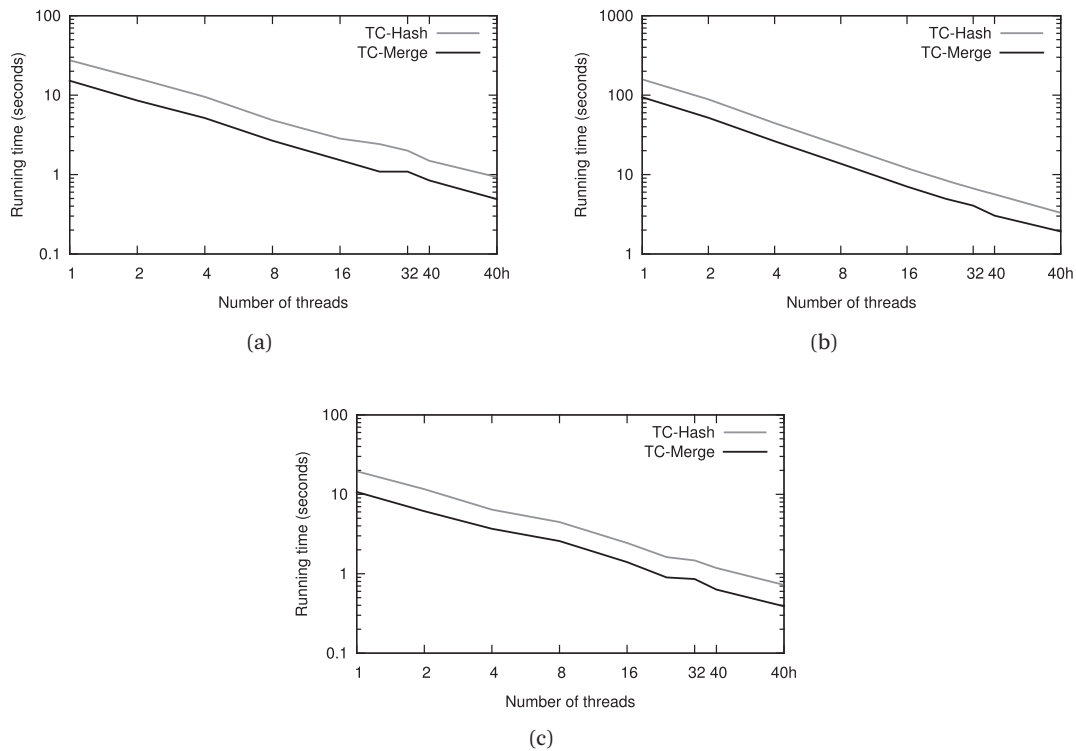 100
10
1
0.1
Running time (seconds)
TC-Hash
TC-Merge
1 2 4 8 16 32 40 40h
Number of threads
(a)
1000
100
10
1
Running time (seconds)
TC-Hash
TC-Merge
1 2 4 8 16 32 40 40h
Number of threads
(b)
100
10
1
0.1
Running time (seconds)
TC-Hash
TC-Merge
1 2 4 8 16 32 40 40h
Number of threads
(c)